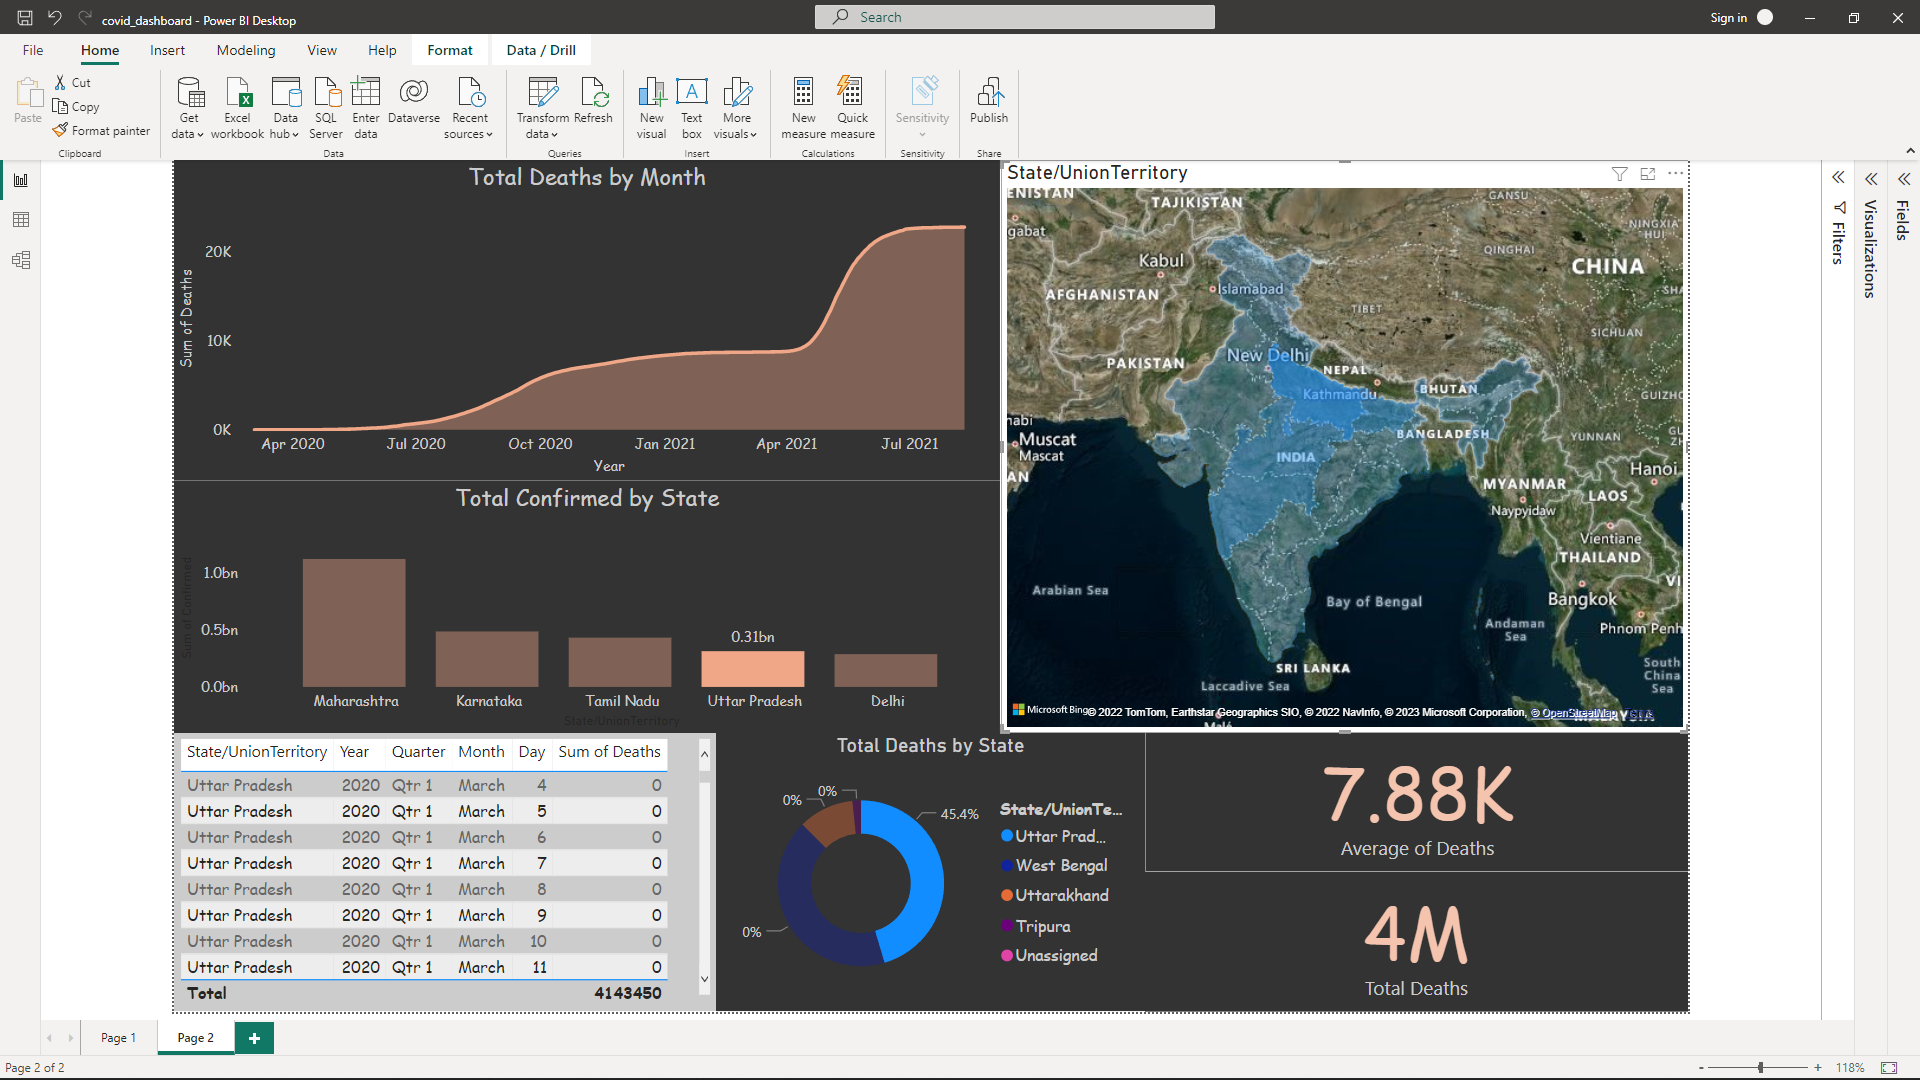 covid_dashboard - Power BI Desktop
Search
Sign in
File Home Insert Modeling View Help Format Data / Drill
Paste
Cut
Copy
Format painter
Clipboard
Get data
Excel workbook
Data hub
SQL Server
Enter data
Dataverse
Recent sources
Data
Transform data
Refresh
Queries
New visual
Text box
More visuals
Insert
New measure
Quick measure
Calculations
Sensitivity
Sensitivity
Publish
Share
Total Deaths by Month
Sum of Deaths
20K
10K
0K
Apr 2020 Jul 2020 Oct 2020 Jan 2021 Apr 2021 Jul 2021
Year
Total Confirmed by State
Sum of Confirmed
1.0bn
0.5bn
0.0bn
0.31bn
Maharashtra Karnataka Tamil Nadu Uttar Pradesh Delhi
State/UnionTerritory
State/UnionTerritory
TAJIKISTAN
GANSU
QINGHAI
CHINA
Kabul
AFGHANISTAN
Islamabad
TIBET
SICHUAN
PAKISTAN
New Delhi
NEPAL
Kathmandu
BHUTAN
BANGLADESH
YUNNAN
Muscat
Mascat
INDIA
MYANMAR
Naypyidaw
Hanoi
LAOS
Vientiane
THAILAND
Bangkok
Phnom Penh
Arabian Sea
Bay of Bengal
Andaman Sea
South China Sea
SRI LANKA
Laccadive Sea
Microsoft Bing
© 2022 TomTom, Earthstar Geographics SIO, © 2022 NavInfo, © 2023 Microsoft Corporation, © OpenStreetMap
Filters
Visualizations
Fields
State/UnionTerritory Year Quarter Month Day Sum of Deaths
Uttar Pradesh 2020 Qtr 1 March 4 0
Uttar Pradesh 2020 Qtr 1 March 5 0
Uttar Pradesh 2020 Qtr 1 March 6 0
Uttar Pradesh 2020 Qtr 1 March 7 0
Uttar Pradesh 2020 Qtr 1 March 8 0
Uttar Pradesh 2020 Qtr 1 March 9 0
Uttar Pradesh 2020 Qtr 1 March 10 0
Uttar Pradesh 2020 Qtr 1 March 11 0
Total 4143450
Total Deaths by State
0%
0%
45.4%
0%
State/UnionTe...
Uttar Prad...
West Bengal
Uttarakhand
Tripura
Unassigned
7.88K
Average of Deaths
4M
Total Deaths
Page 1
Page 2
+
Page 2 of 2
- + 118%